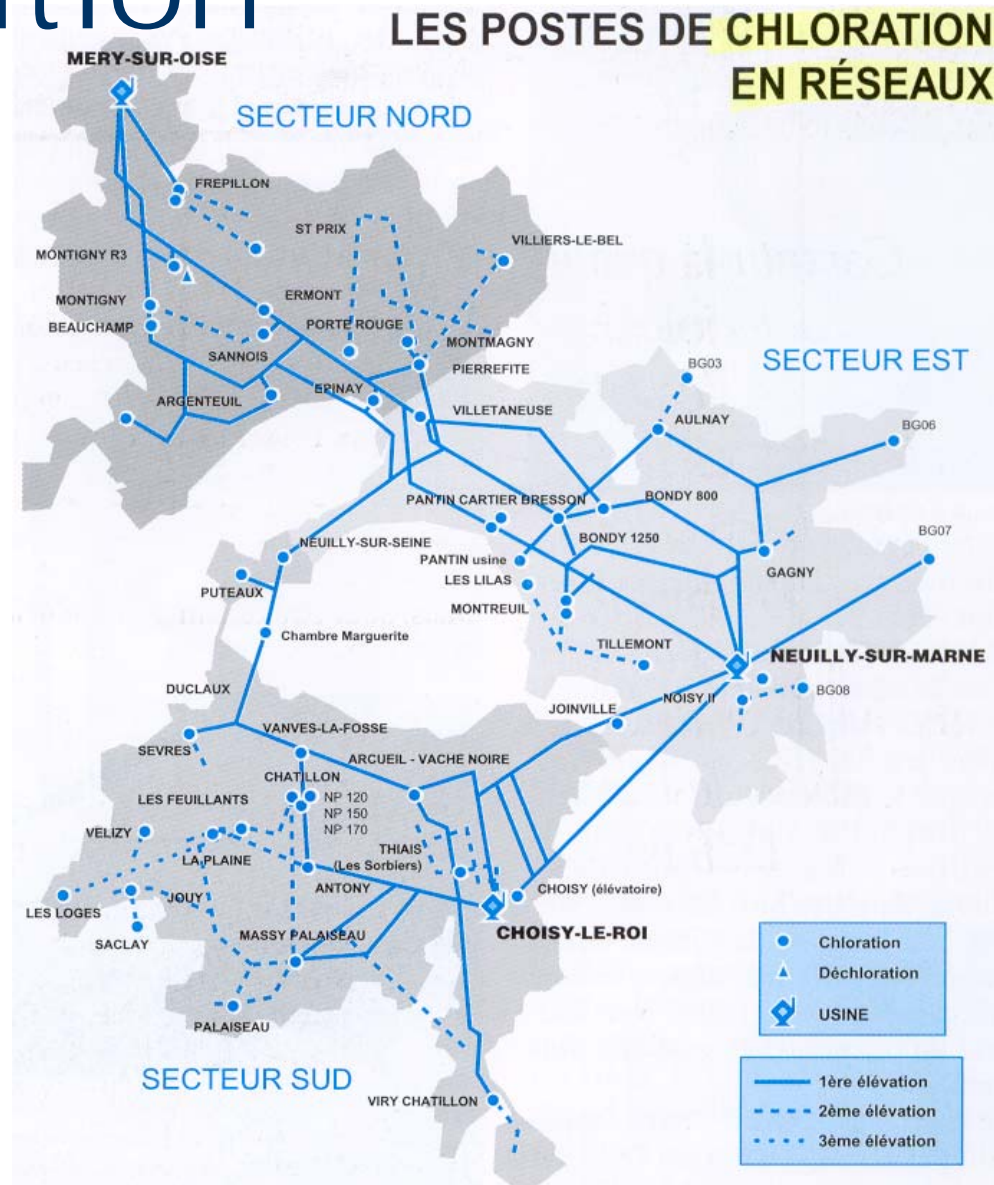 LES POSTES DE CHLORATION
EN RÉSEAUX
MERY-SUR-OISE
SECTEUR NORD
FREPILLON
ST PRIX
VILLIERS-LE-BEL
MONTIGNY R3
MONTIGNY
ERMONT
BEAUCHAMP
PORTE ROUGE
MONTMAGNY
SANNOIS
PIERREFITE
SECTEUR EST
BG03
EPINAY
ARGENTEUIL
VILLETANEUSE
AULNAY
BG06
PANTIN CARTIER BRESSON
BONDY 800
BG07
NEUILLY-SUR-SEINE
BONDY 1250
PANTIN usine
GAGNY
LES LILAS
PUTEAUX
MONTREUIL
Chambre Marguerite
TILLEMONT
NEUILLY-SUR-MARNE
DUCLAUX
NOISY II
BG08
JOINVILLE
VANVES-LA-FOSSE
SEVRES
ARCUEIL - VACHE NOIRE
CHATILLON
LES FEUILLANTS
NP 120
NP 150
NP 170
VÉLIZY
THIAIS
(Les Sorbiers)
LA PLAINE
ANTONY
CHOISY (élévatoire)
JOUY
LES LOGES
SACLAY
MASSY PALAISEAU
CHOISY-LE-ROI
PALAISEAU
SECTEUR SUD
VIRY CHATILLON
Chloration
Déchloration
USINE
1ère élévation
2ème élévation
3ème élévation